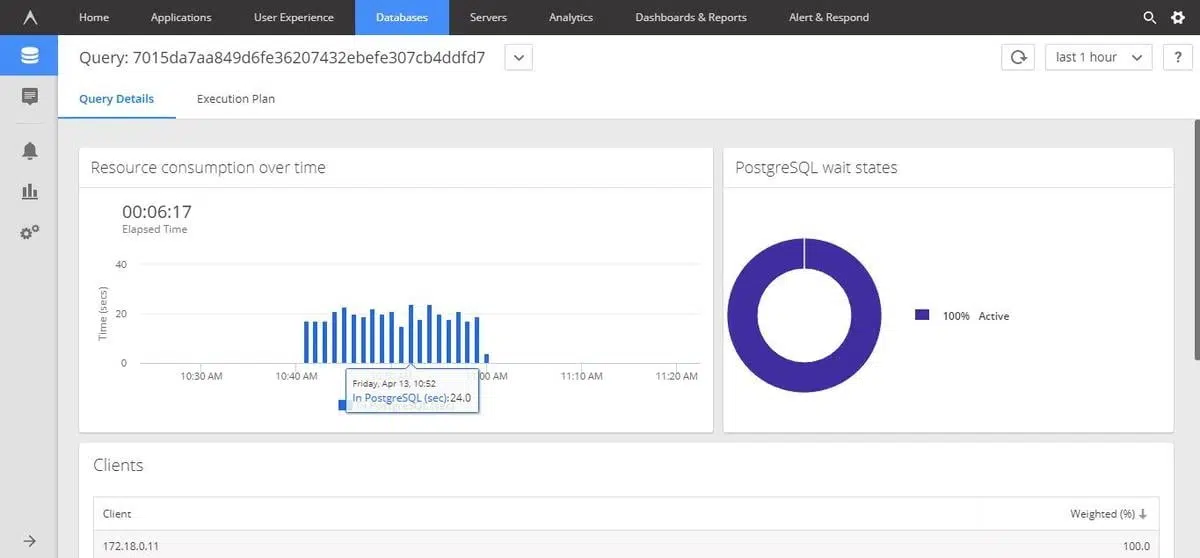 Home Applications User Experience Databases Servers Analytics Dashboards & Reports Alert & Respond
Query: 7015da7aa849d6fe36207432ebefe307cb4ddfd7
last 1 hour
?
Query Details Execution Plan
Resource consumption over time
00:06:17
Elapsed Time
Time (secs)
40
20
0
10:30 AM 10:40 AM :00 AM 11:10 AM 11:20 AM
Friday, Apr 13, 10:52
In PostgreSQL (sec):24.0
PostgreSQL wait states
100% Active
Clients
Client Weighted (%)
172.18.0.11 100.0